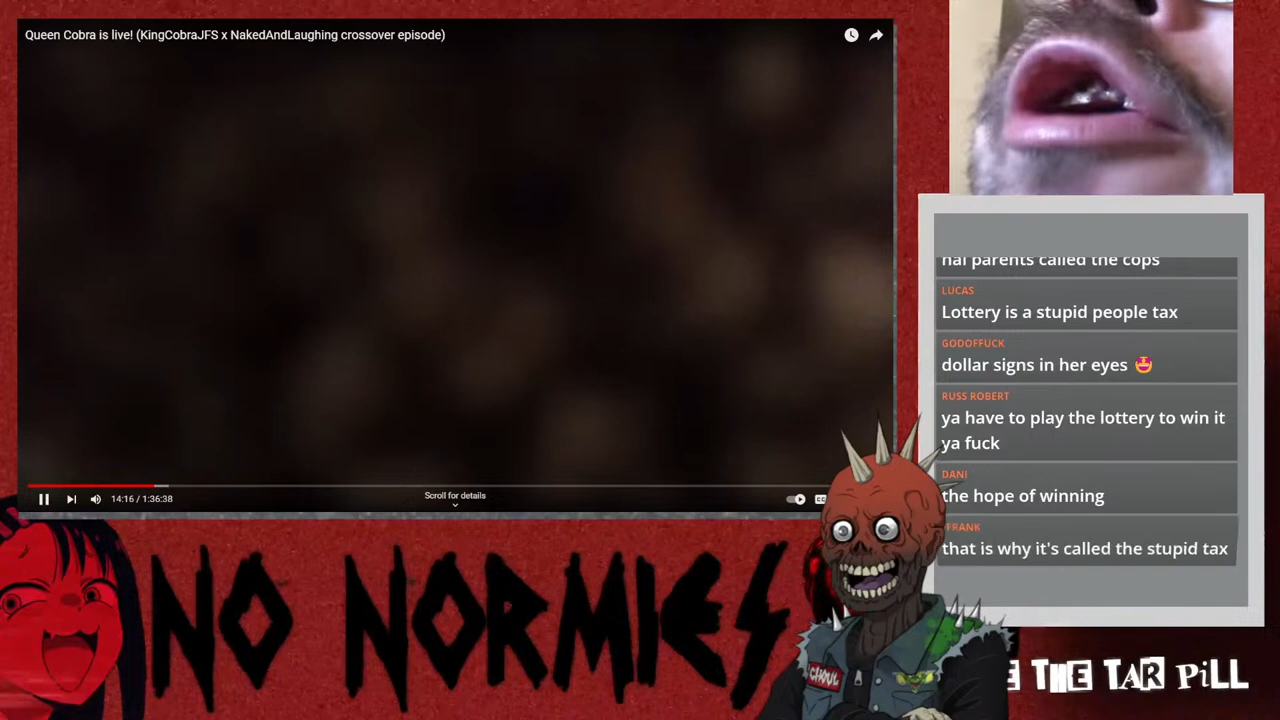 Queen Cobra is live! (KingCobraJFS x NakedAndLaughing crossover episode)
nal parents called the cops
LUCAS
Lottery is a stupid people tax
GODOFFUCK
dollar signs in her eyes 🤩
RUSS ROBERT
ya have to play the lottery to win it
ya fuck
DANI
the hope of winning
FRANK
that is why it's called the stupid tax
14:16 / 1:36:38
Scroll for details
NO NORMIES
GHOUL
THE TAR PiLL